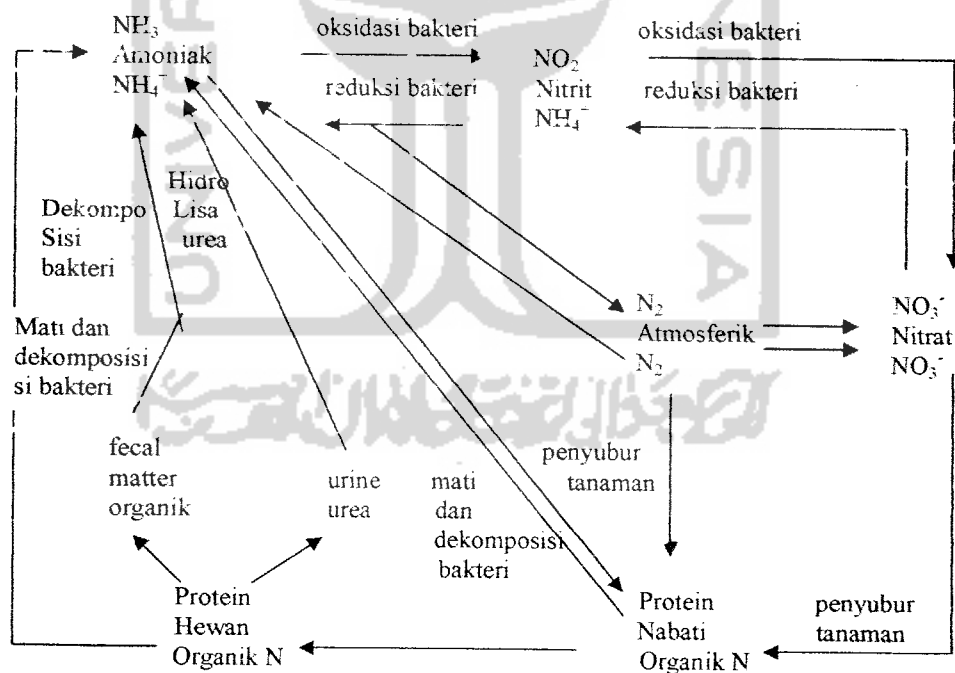 NH₃
Amoniak
NH₄⁻
oksidasi bakteri
reduksi bakteri
NO₂
Nitrit
NH₄⁻
oksidasi bakteri
reduksi bakteri
Hidro
Lisa
urea
Dekompo
Sisi
bakteri
N₂
Atmosferik
N₂
NO₃⁻
Nitrat
NO₃⁻
Mati dan
dekomposisi
si bakteri
fecal
matter
organik
urine
urea
mati
dan
dekomposisi
bakteri
penyubur
tanaman
Protein
Hewan
Organik N
Protein
Nabati
Organik N
penyubur
tanaman
NESIA